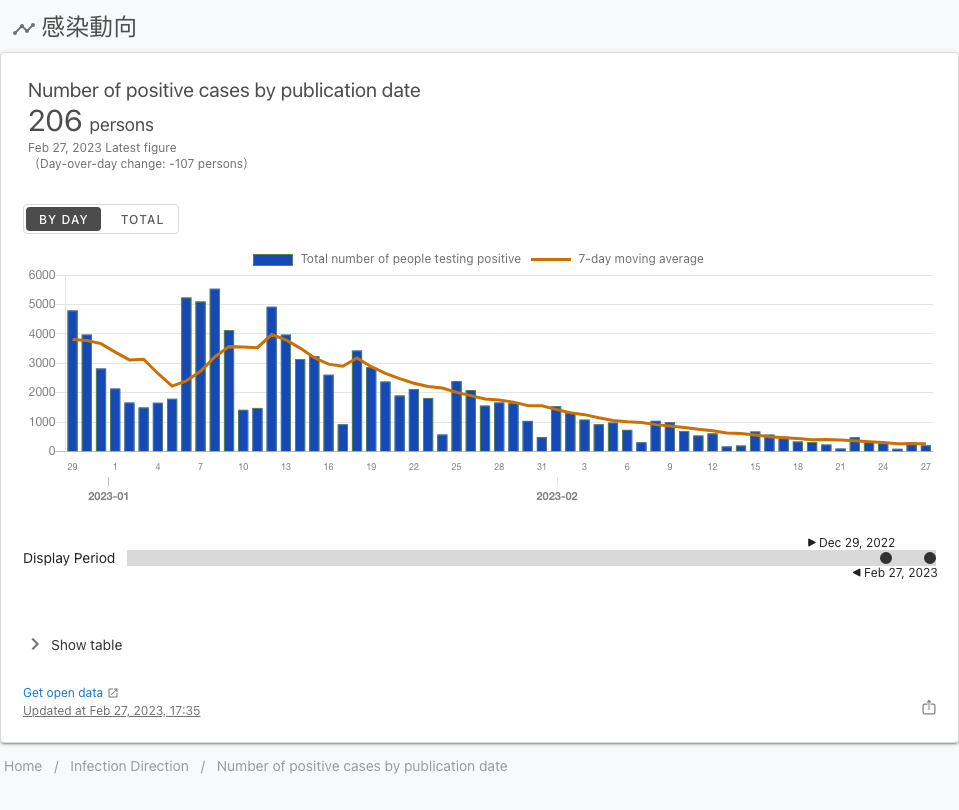 感染動向
Number of positive cases by publication date
206 persons
Feb 27, 2023 Latest figure
(Day-over-day change: -107 persons)
BY DAY TOTAL
Total number of people testing positive 7-day moving average
6000
5000
4000
3000
2000
1000
0
29 1 4 7 10 13 16 19 22 25 28 31 3 6 9 12 15 18 21 24 27
2023-01 2023-02
Dec 29, 2022
Display Period
Feb 27, 2023
Show table
Get open data
Updated at Feb 27, 2023, 17:35
Home / Infection Direction / Number of positive cases by publication date